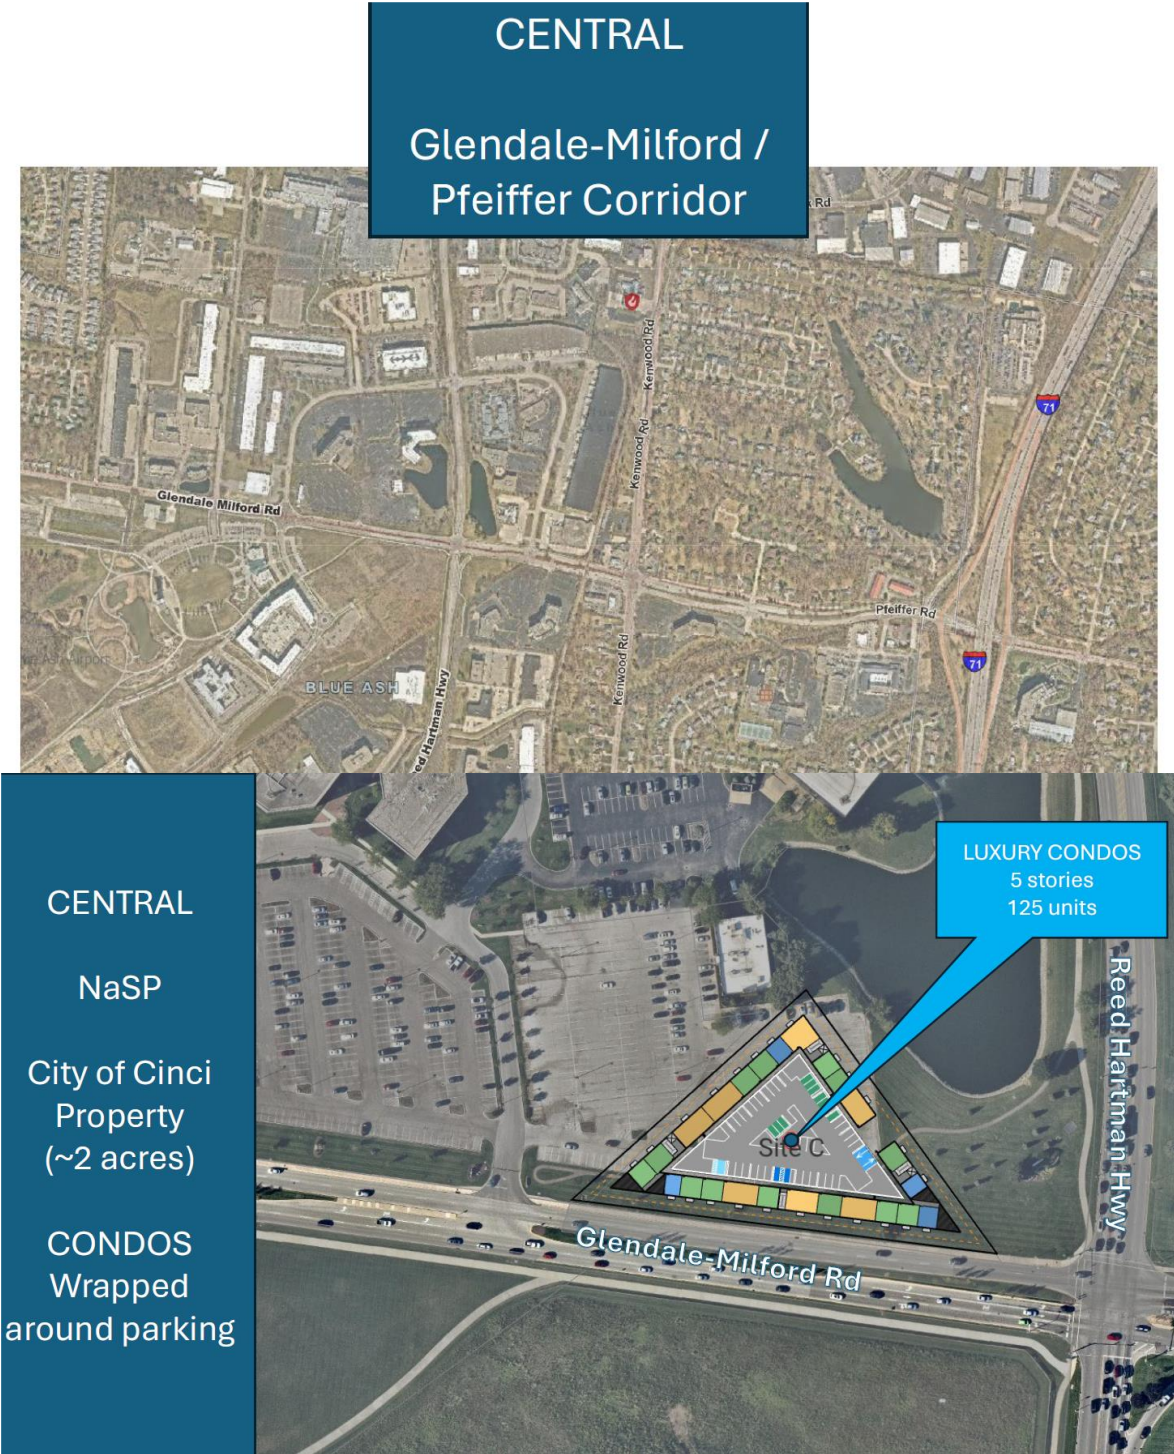 CENTRAL
Glendale-Milford /
Pfeiffer Corridor
Rd
Kenwood Rd
71
Kenwood Rd
Glendale Milford Rd
Pfeiffer Rd
Kenwood Rd
71
BLUE ASH
ed Hartman Hwy
CENTRAL
NaSP
City of Cinci
Property
(~2 acres)
CONDOS
Wrapped
around parking
LUXURY CONDOS
5 stories
125 units
Reed Hartman Hwy
Site C
Glendale-Milford Rd